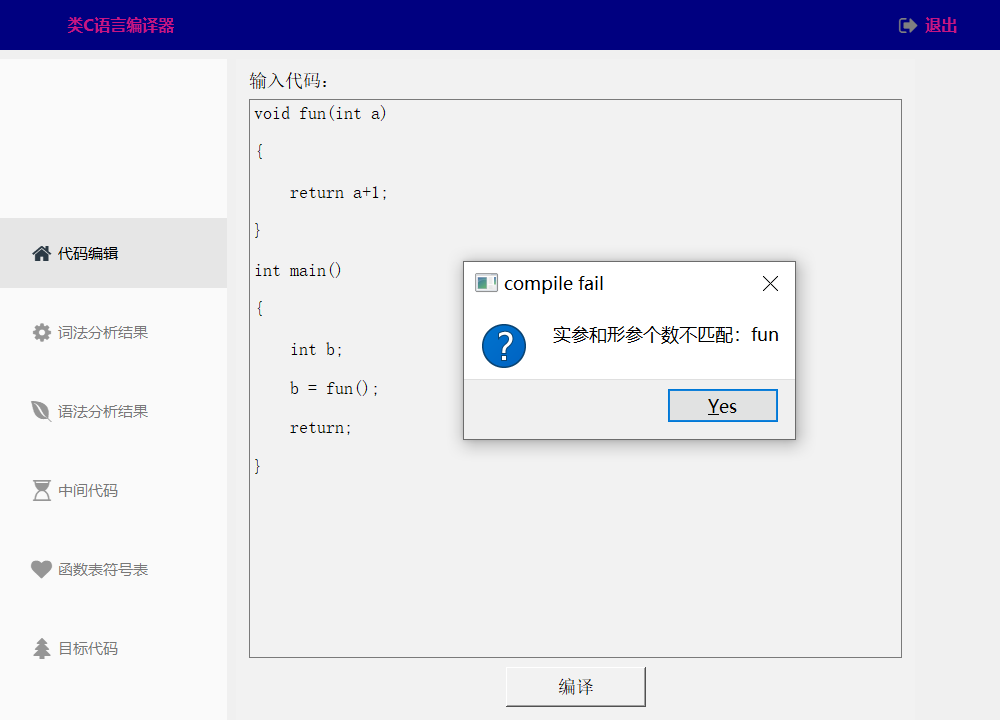 类C语言编译器
退出
代码编辑
词法分析结果
语法分析结果
中间代码
函数表符号表
目标代码
输入代码：
void fun(int a)
{
return a+1;
}
int main()
{
int b;
b = fun();
return;
}
compile fail
实参和形参个数不匹配：fun
Yes
编译